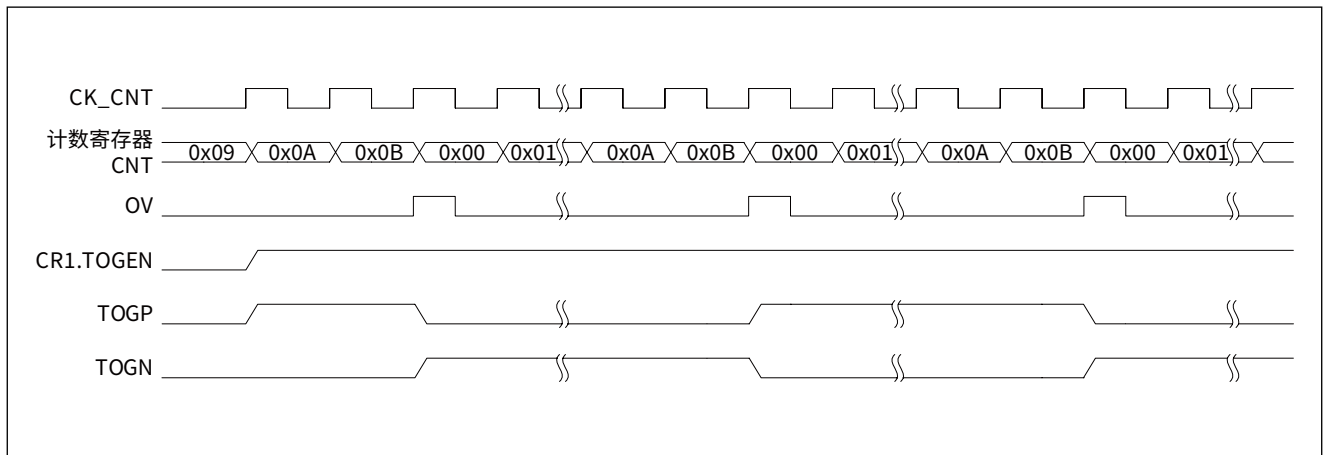 CK_CNT
计数寄存器
CNT
0x09 0x0A 0x0B 0x00 0x01 0x0A 0x0B 0x00 0x01 0x0A 0x0B 0x00 0x01
OV
CR1.TOGEN
TOGP
TOGN